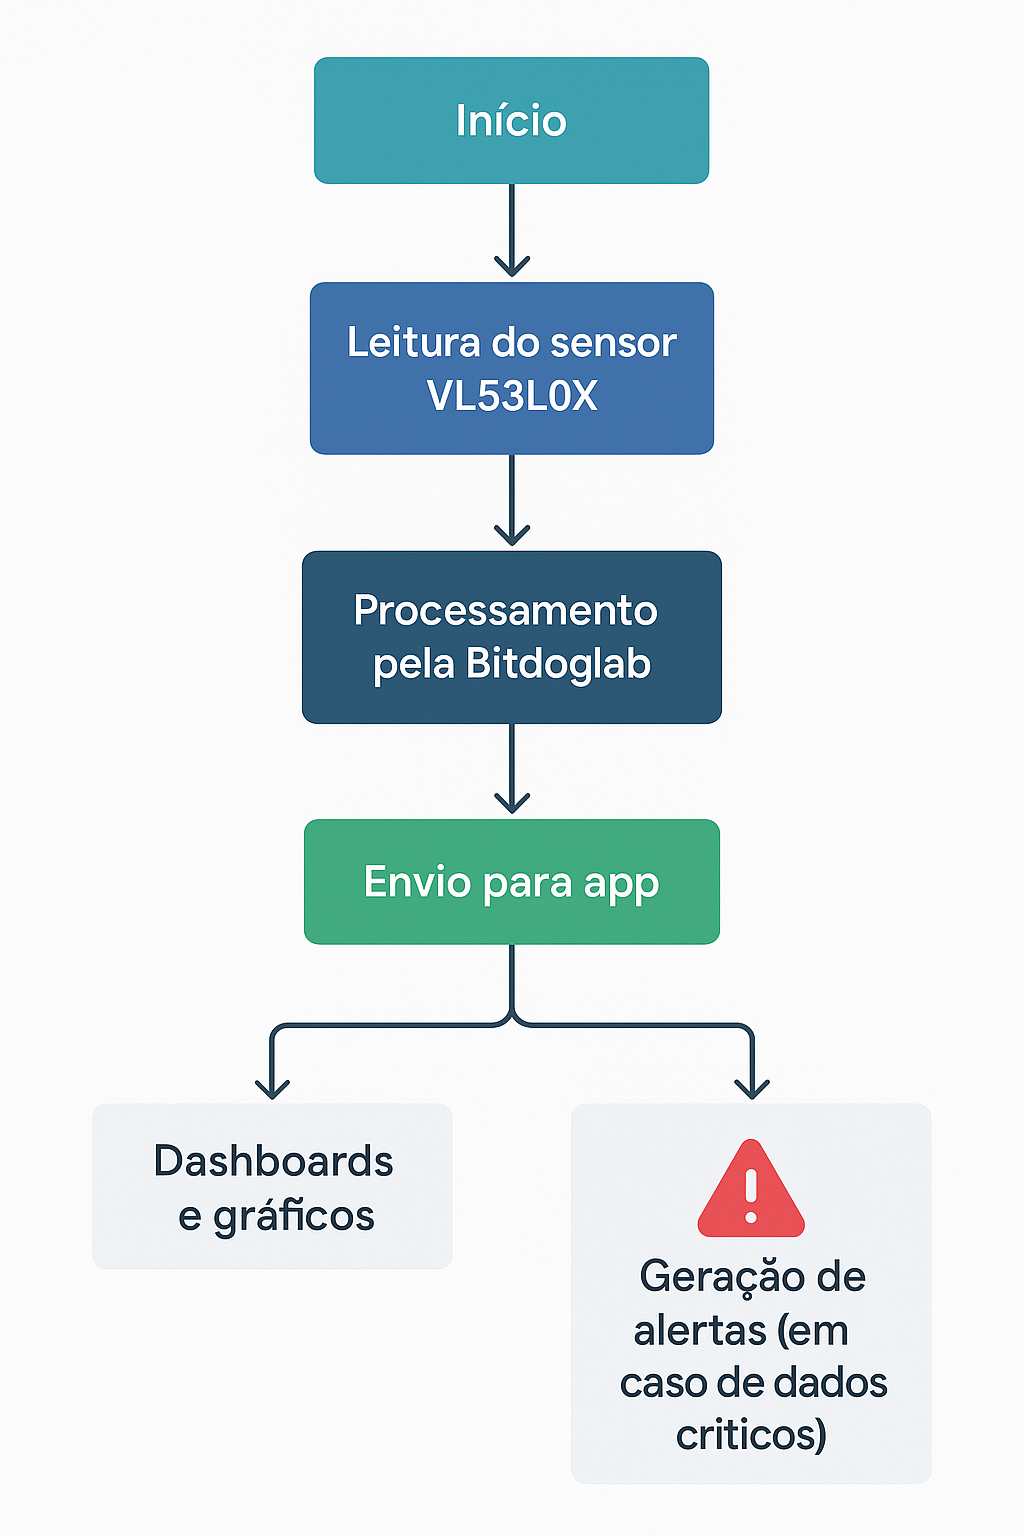 Início
Leitura do sensor
VL53L0X
Processamento
pela Bitdoglab
Envio para app
Dashboards
e gráficos
Geração de
alertas (em
caso de dados
criticos)